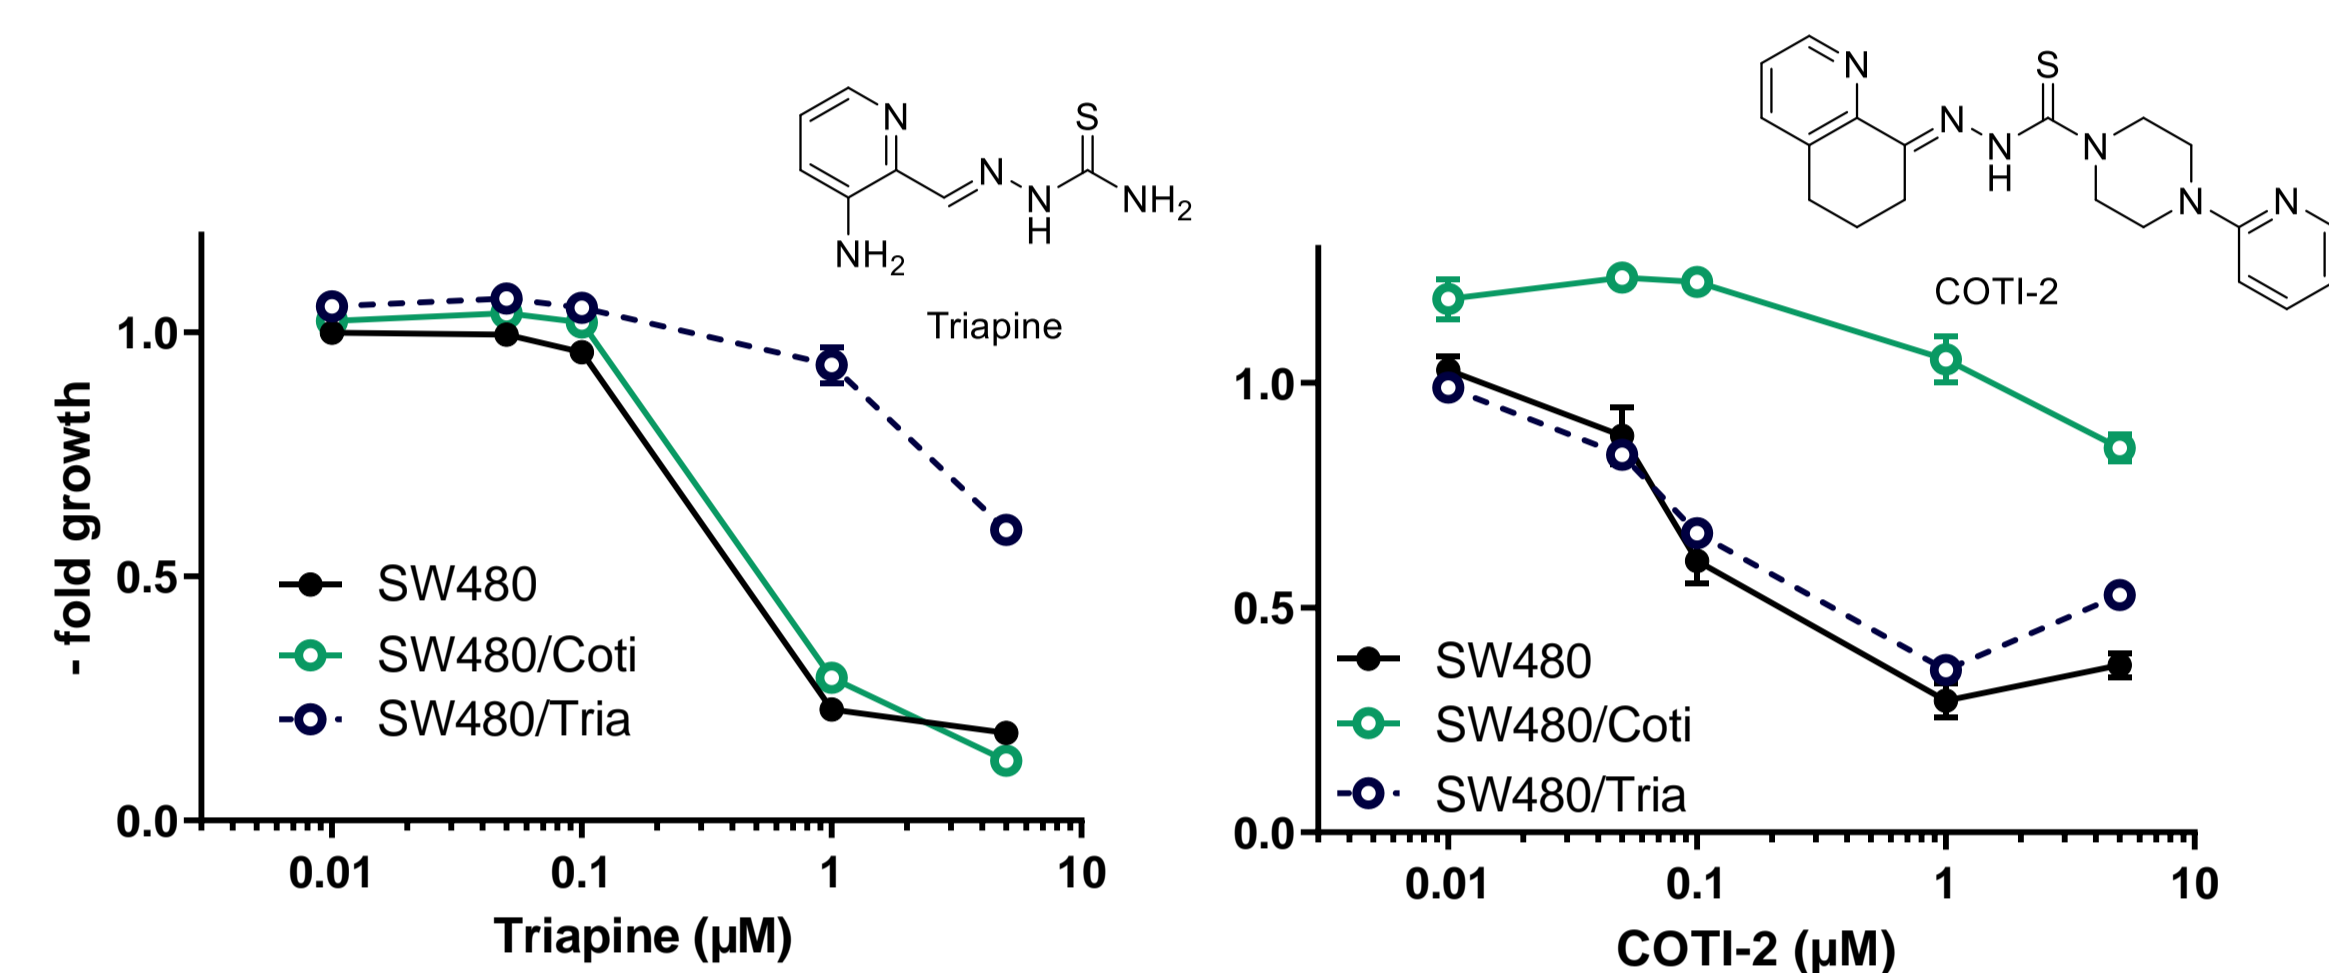 N
S
N
N
H
NH2
NH2
Triapine
- fold growth
1.0
0.5
0.0
SW480
SW480/Coti
SW480/Tria
0.01 0.1 1 10
Triapine (µM)
N
S
N
N
H
N
N
N
COTI-2
1.0
0.5
0.0
SW480
SW480/Coti
SW480/Tria
0.01 0.1 1 10
COTI-2 (µM)